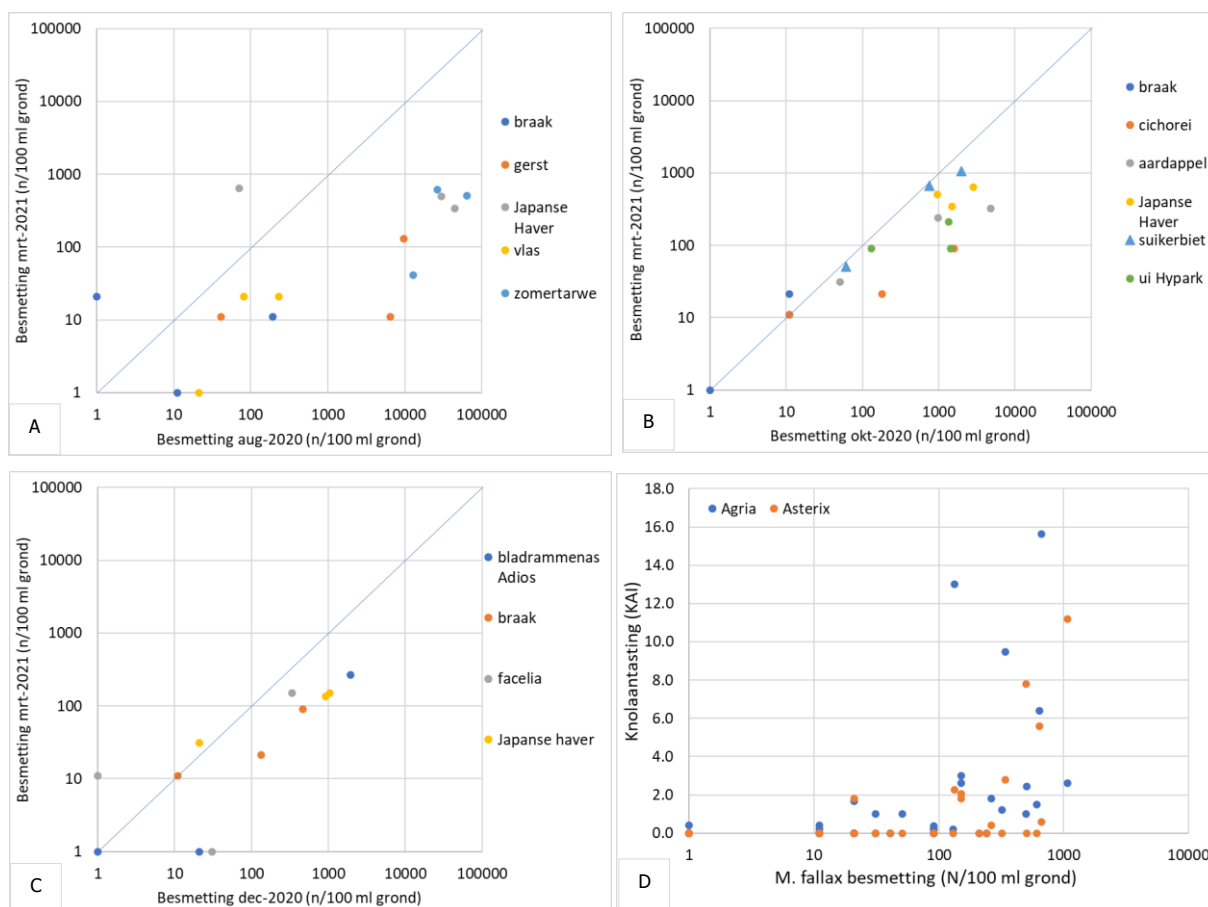 100000
10000
1000
100
10
1
Besmetting mrt-2021 (n/100 ml grond)
1 10 100 1000 10000 100000
Besmetting aug-2020 (n/100 ml grond)
braak
gerst
Japanse
Haver
vlas
zomertarwe
A
100000
10000
1000
100
10
1
Besmetting mrt-2021 (n/100 ml grond)
1 10 100 1000 10000 100000
Besmetting okt-2020 (n/100 ml grond)
braak
cichorei
aardappel
Japanse
Haver
suikerbiet
ui Hypark
B
100000
10000
1000
100
10
1
Besmetting mrt-2021 (n/100 ml grond)
1 10 100 1000 10000 100000
Besmetting dec-2020 (n/100 ml grond)
bladrammenas
Adios
braak
facelia
Japanse haver
C
18.0
16.0
14.0
12.0
10.0
8.0
6.0
4.0
2.0
0.0
Knolaantasting (KAI)
Agria Asterix
1 10 100 1000 10000
M. fallax besmetting (N/100 ml grond)
D